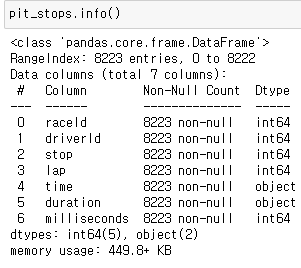 pit_stops.info()
<class 'pandas.core.frame.DataFrame'>
RangeIndex: 8223 entries, 0 to 8222
Data columns (total 7 columns):
 #   Column        Non-Null Count  Dtype
---  ------        --------------  -----
 0   raceId        8223 non-null   int64
 1   driverId      8223 non-null   int64
 2   stop          8223 non-null   int64
 3   lap           8223 non-null   int64
 4   time          8223 non-null   object
 5   duration      8223 non-null   object
 6   milliseconds  8223 non-null   int64
dtypes: int64(5), object(2)
memory usage: 449.8+ KB